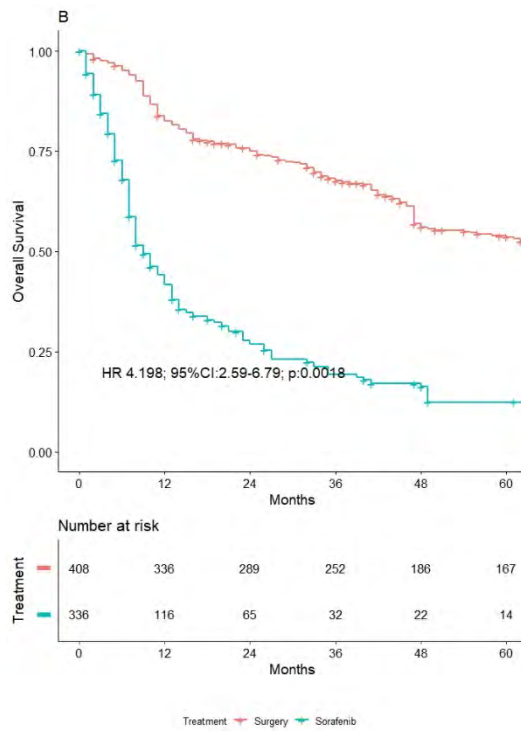 B
1.00
0.75
0.50
0.25
0.00
Overall Survival
HR 4.198; 95%CI:2.59-6.79; p:0.0018
0 12 24 36 48 60
Months
Number at risk
Treatment
408 336 289 252 186 167
336 116 65 32 22 14
0 12 24 36 48 60
Months
Treatment Surgery Sorafenib